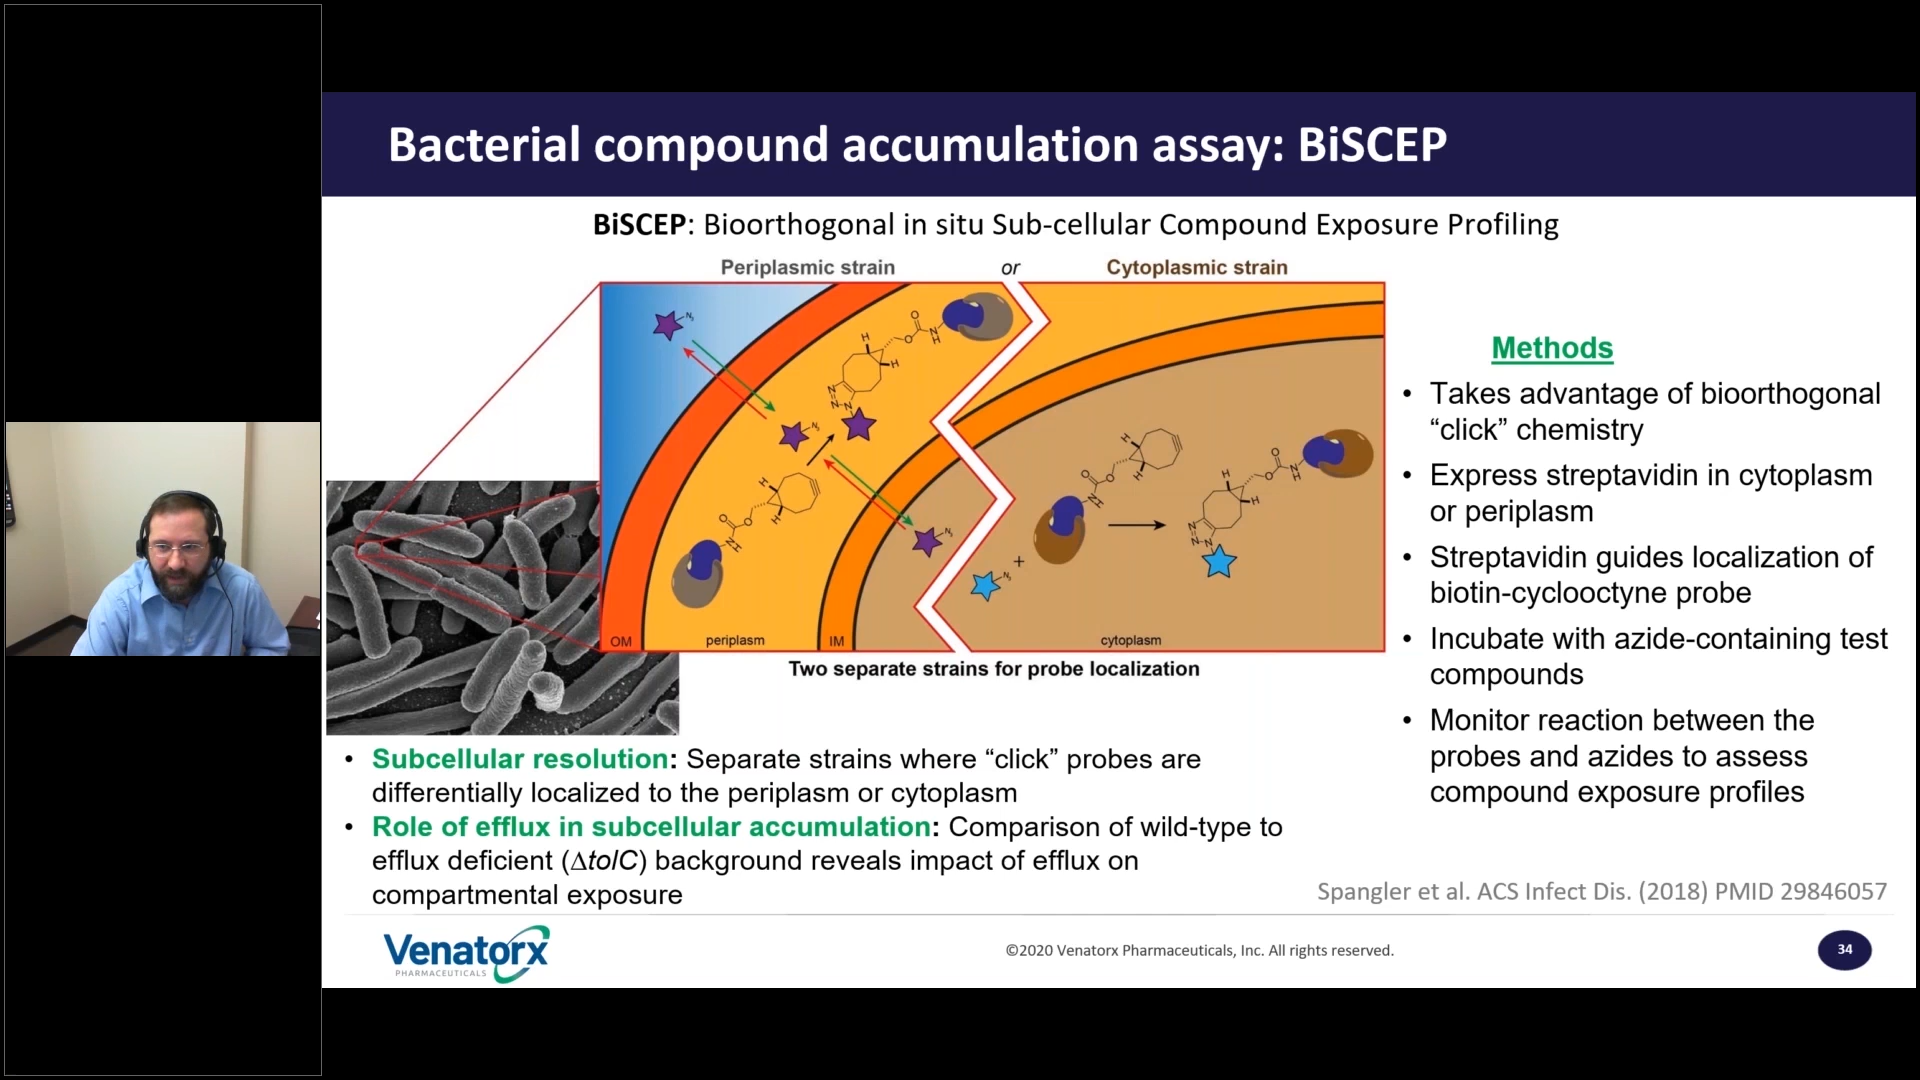 Bacterial compound accumulation assay: BiSCEP
BiSCEP: Bioorthogonal in situ Sub-cellular Compound Exposure Profiling
Periplasmic strain or Cytoplasmic strain
N3
H
H
O
O
N
H
N
N
N
N3
H
H
O
O
N
H
N3
OM
periplasm
IM
H
H
O
O
N
H
N3
+
H
H
O
O
N
H
N
N
N
cytoplasm
Two separate strains for probe localization
• Subcellular resolution: Separate strains where “click” probes are
differentially localized to the periplasm or cytoplasm
• Role of efflux in subcellular accumulation: Comparison of wild-type to
efflux deficient (ΔtolC) background reveals impact of efflux on
compartmental exposure
Methods
• Takes advantage of bioorthogonal
“click” chemistry
• Express streptavidin in cytoplasm
or periplasm
• Streptavidin guides localization of
biotin-cyclooctyne probe
• Incubate with azide-containing test
compounds
• Monitor reaction between the
probes and azides to assess
compound exposure profiles
Spangler et al. ACS Infect Dis. (2018) PMID 29846057
Venatorx
PHARMACEUTICALS
©2020 Venatorx Pharmaceuticals, Inc. All rights reserved.
34